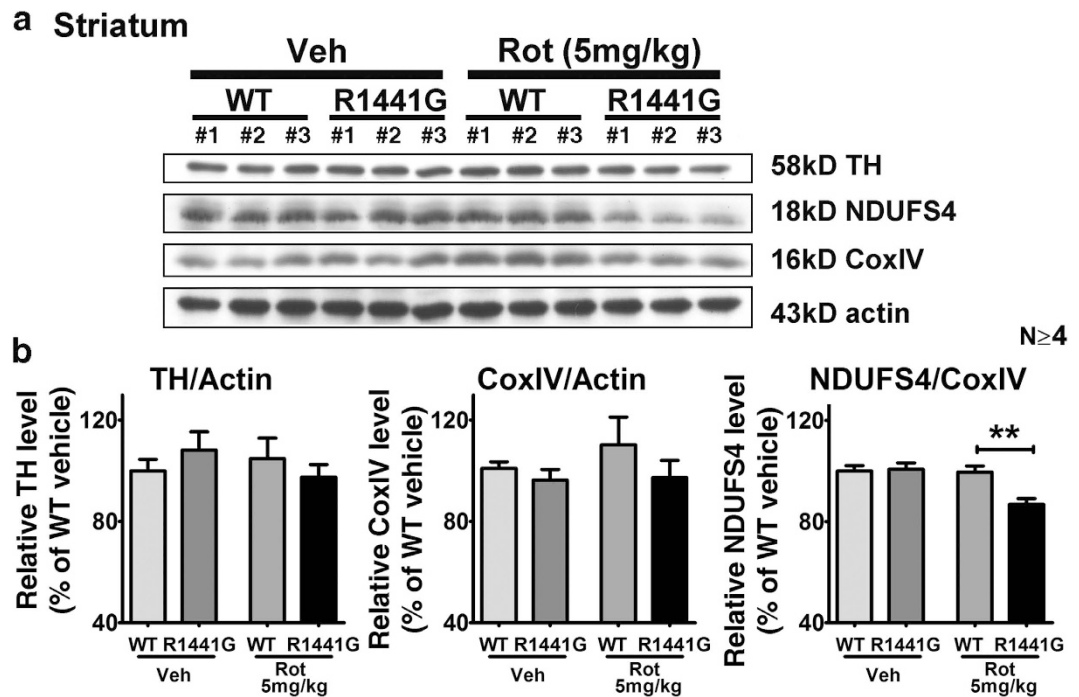 a Striatum
Veh Rot (5mg/kg)
WT R1441G WT R1441G
#1 #2 #3 #1 #2 #3 #1 #2 #3 #1 #2 #3
58kD TH
18kD NDUFS4
16kD CoxIV
43kD actin
N≥4
b
TH/Actin
Relative TH level
(% of WT vehicle)
120
80
40
WT R1441G WT R1441G
Veh Rot
5mg/kg
CoxIV/Actin
Relative CoxIV level
(% of WT vehicle)
120
80
40
WT R1441G WT R1441G
Veh Rot
5mg/kg
NDUFS4/CoxIV
Relative NDUFS4 level
(% of WT vehicle)
120
80
40
**
WT R1441G WT R1441G
Veh Rot
5mg/kg